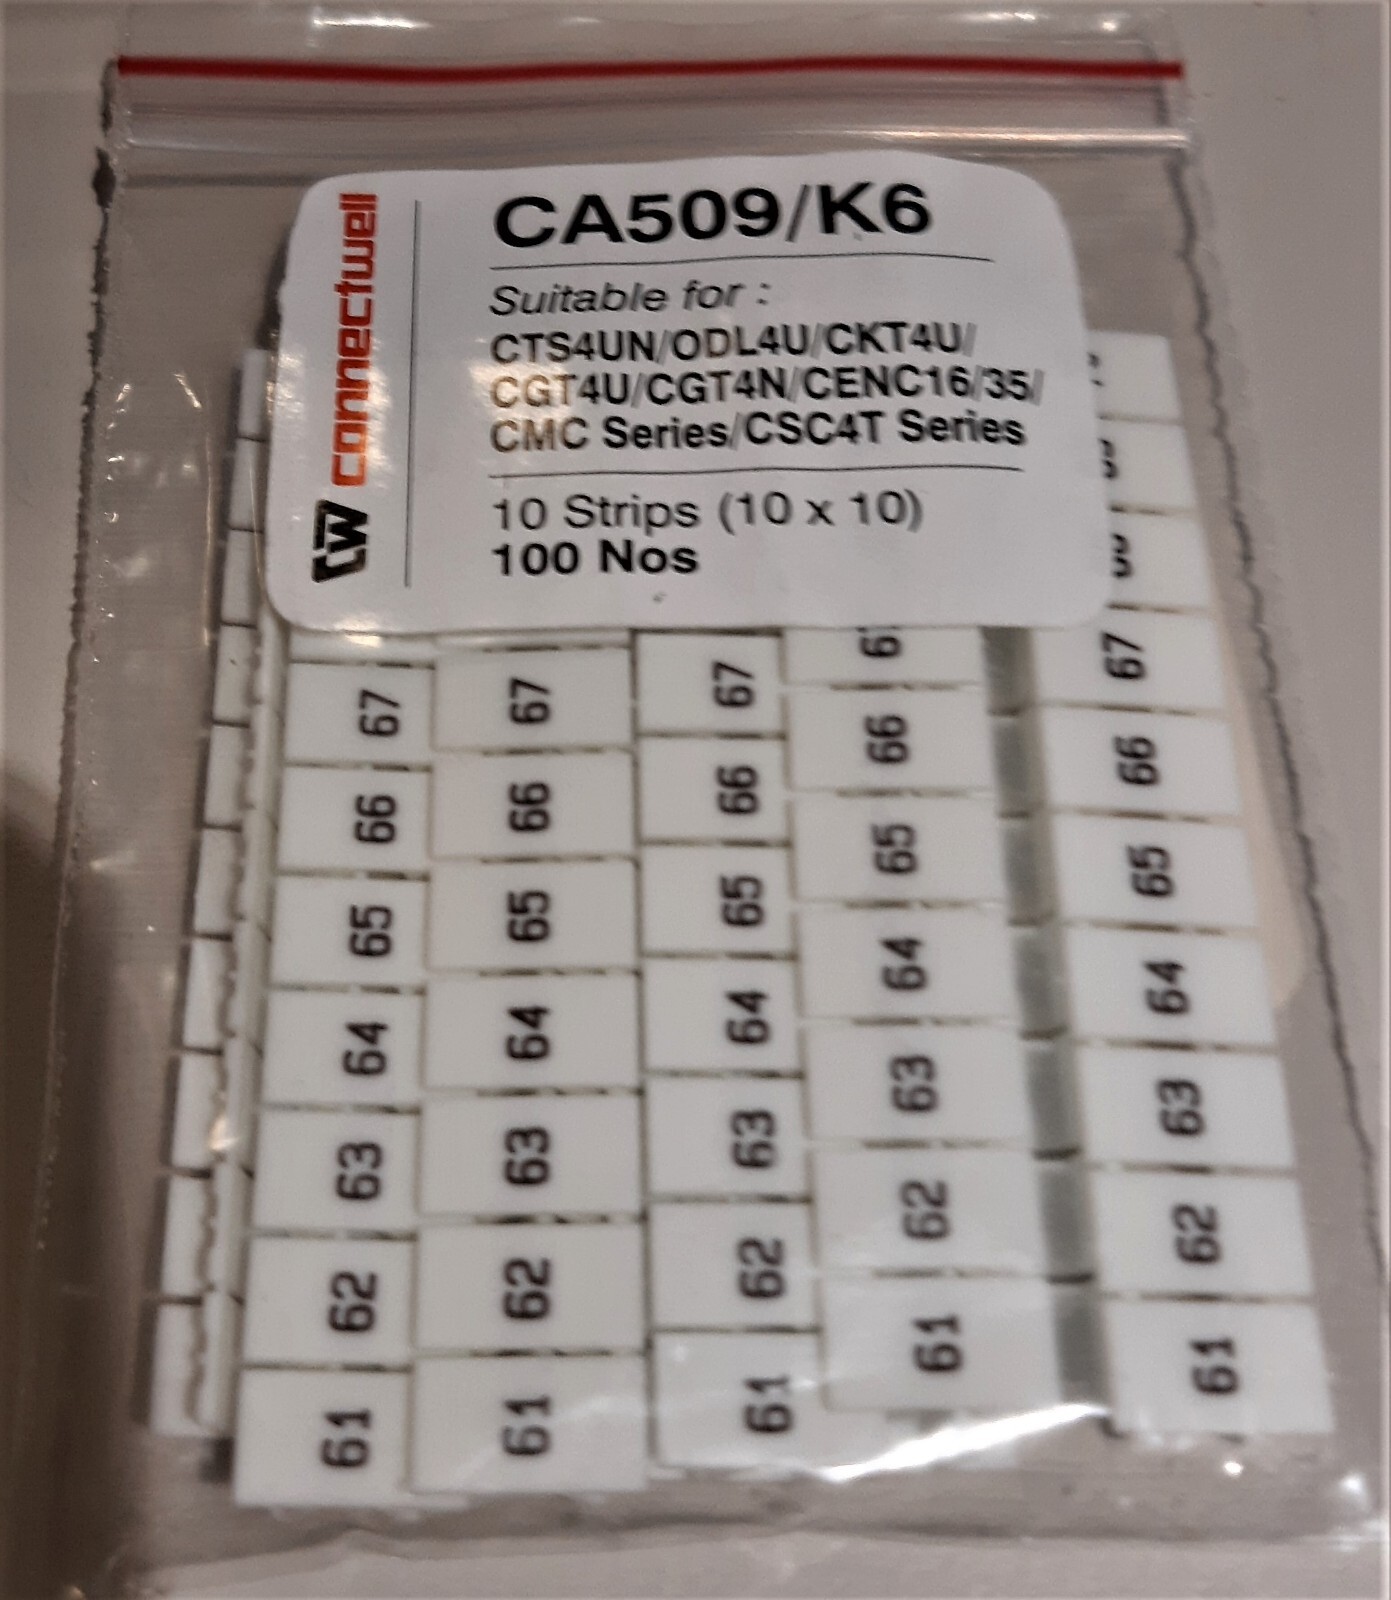 connectwell
CA509/K6
Suitable for :
CTS4UN/ODL4U/CKT4U/
CGT4U/CGT4N/CENC16/35/
CMC Series/CSC4T Series
10 Strips (10 x 10)
100 Nos
67 67 67 67
66 66 66 66 66
65 65 65 65 65
64 64 64 64 64
63 63 63 63 63
62 62 62 62 62
61 61 61 61 61